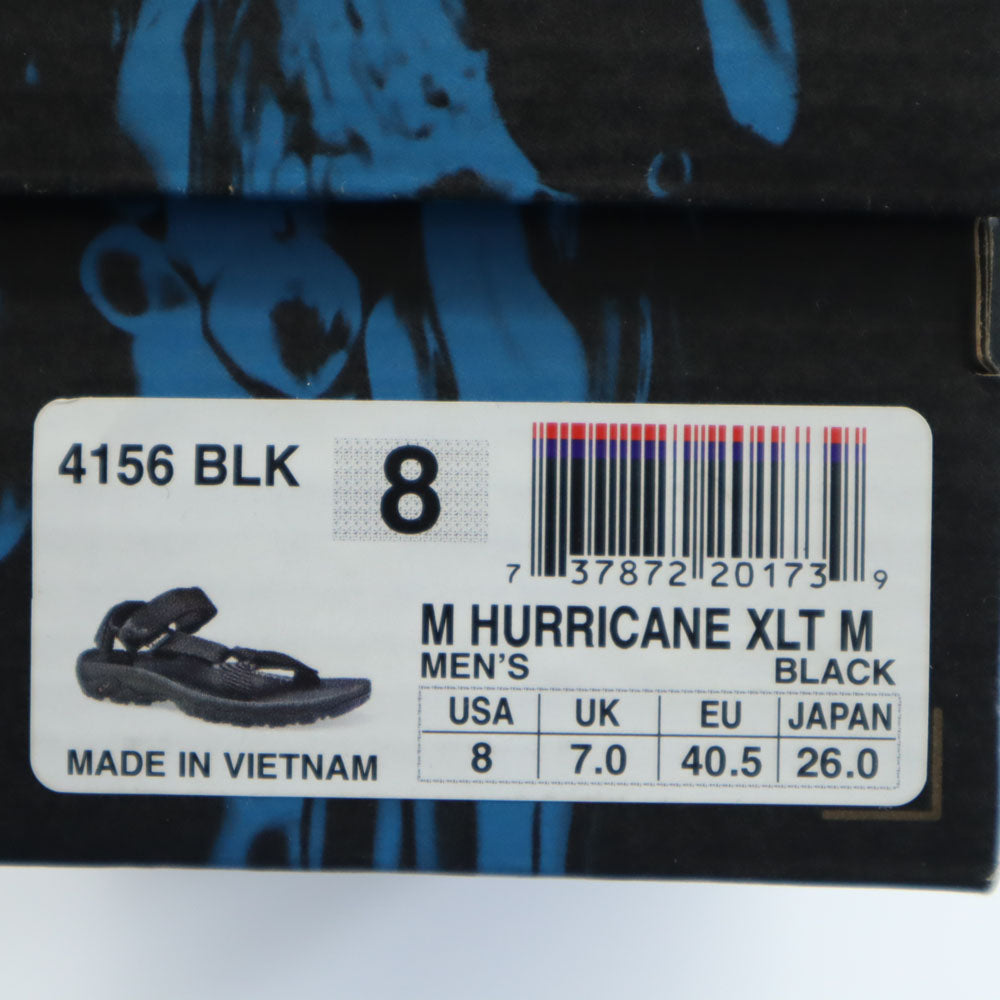 4156 BLK
8
7 37872 20173 9
M HURRICANE XLT M
MEN'S BLACK
USA UK EU JAPAN
8 7.0 40.5 26.0
MADE IN VIETNAM